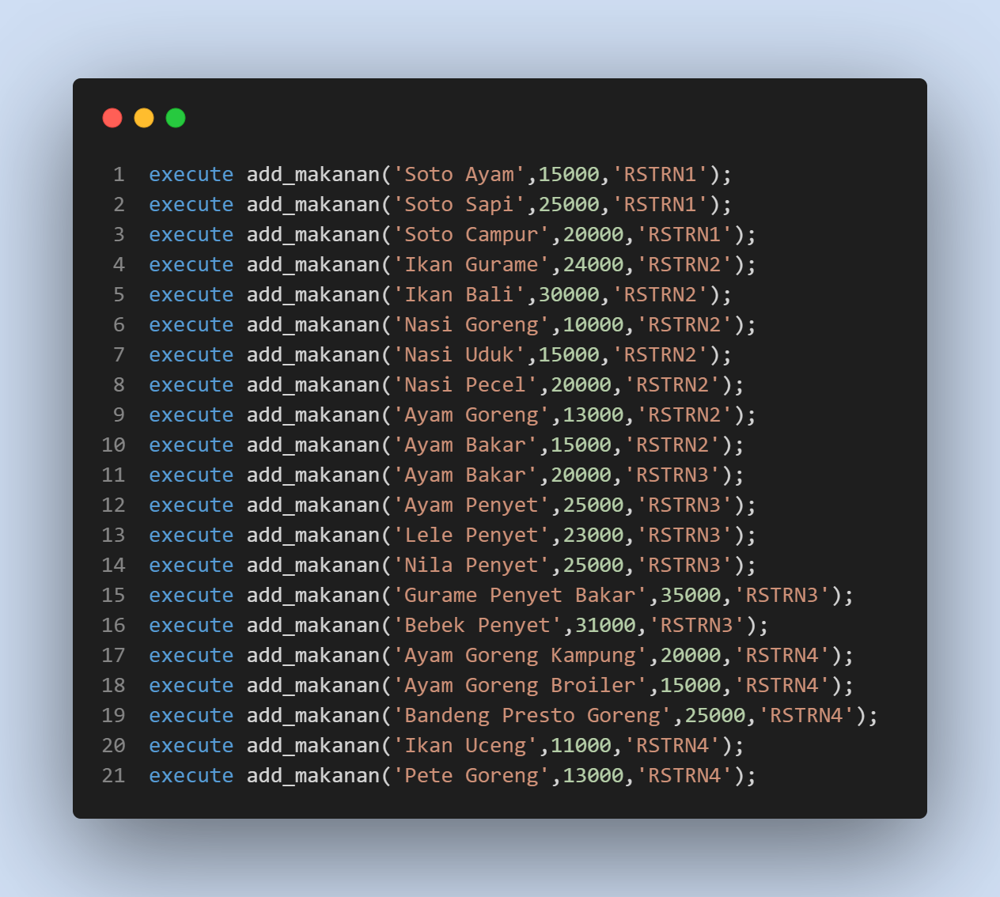 1 execute add_makanan('Soto Ayam',15000,'RSTRN1');
2 execute add_makanan('Soto Sapi',25000,'RSTRN1');
3 execute add_makanan('Soto Campur',20000,'RSTRN1');
4 execute add_makanan('Ikan Gurame',24000,'RSTRN2');
5 execute add_makanan('Ikan Bali',30000,'RSTRN2');
6 execute add_makanan('Nasi Goreng',10000,'RSTRN2');
7 execute add_makanan('Nasi Uduk',15000,'RSTRN2');
8 execute add_makanan('Nasi Pecel',20000,'RSTRN2');
9 execute add_makanan('Ayam Goreng',13000,'RSTRN2');
10 execute add_makanan('Ayam Bakar',15000,'RSTRN2');
11 execute add_makanan('Ayam Bakar',20000,'RSTRN3');
12 execute add_makanan('Ayam Penyet',25000,'RSTRN3');
13 execute add_makanan('Lele Penyet',23000,'RSTRN3');
14 execute add_makanan('Nila Penyet',25000,'RSTRN3');
15 execute add_makanan('Gurame Penyet Bakar',35000,'RSTRN3');
16 execute add_makanan('Bebek Penyet',31000,'RSTRN3');
17 execute add_makanan('Ayam Goreng Kampung',20000,'RSTRN4');
18 execute add_makanan('Ayam Goreng Broiler',15000,'RSTRN4');
19 execute add_makanan('Bandeng Presto Goreng',25000,'RSTRN4');
20 execute add_makanan('Ikan Uceng',11000,'RSTRN4');
21 execute add_makanan('Pete Goreng',13000,'RSTRN4');